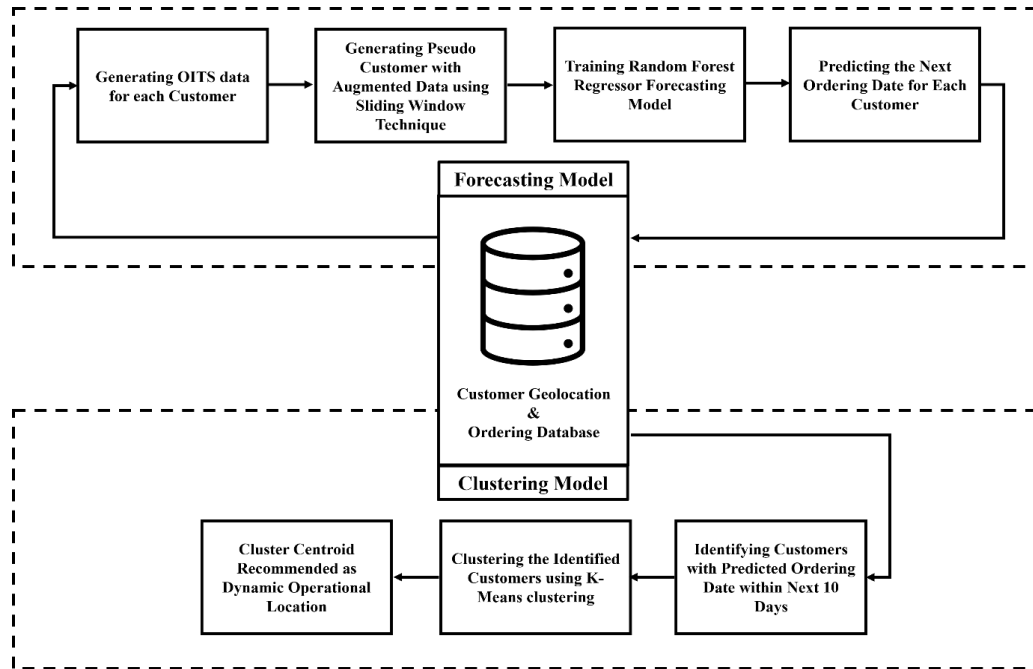 Generating OITS data
for each Customer
Generating Pseudo
Customer with
Augmented Data using
Sliding Window
Technique
Training Random Forest
Regressor Forecasting
Model
Predicting the Next
Ordering Date for Each
Customer
Forecasting Model
Customer Geolocation
&
Ordering Database
Clustering Model
Cluster Centroid
Recommended as
Dynamic Operational
Location
Clustering the Identified
Customers using K-
Means clustering
Identifying Customers
with Predicted Ordering
Date within Next 10
Days